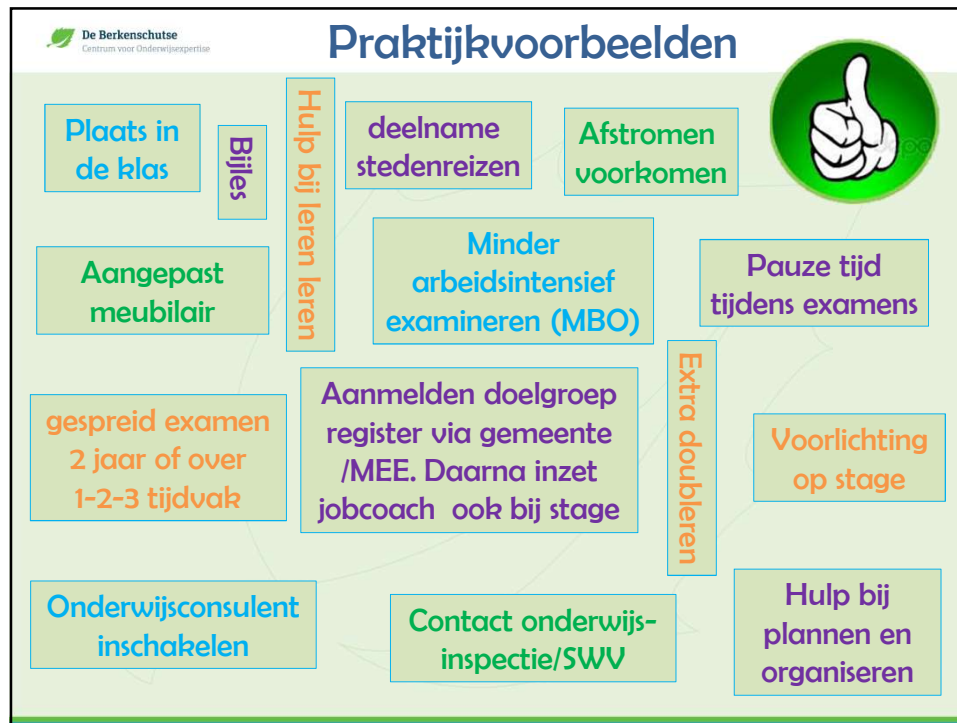 De Berkenschutse
Centrum voor Onderwijsexpertise
Praktijkvoorbeelden
Plaats in
de klas
Bijles
Hulp bij leren leren
deelname
stedenreizen
Afstromen
voorkomen
Aangepast
meubilair
Minder
arbeidsintensief
examineren (MBO)
Pauze tijd
tijdens examens
gespreid examen
2 jaar of over
1-2-3 tijdvak
Aanmelden doelgroep
register via gemeente
/MEE. Daarna inzet
jobcoach ook bij stage
Extra doubleren
Voorlichting
op stage
Onderwijsconsulent
inschakelen
Contact onderwijs-
inspectie/SWV
Hulp bij
plannen en
organiseren